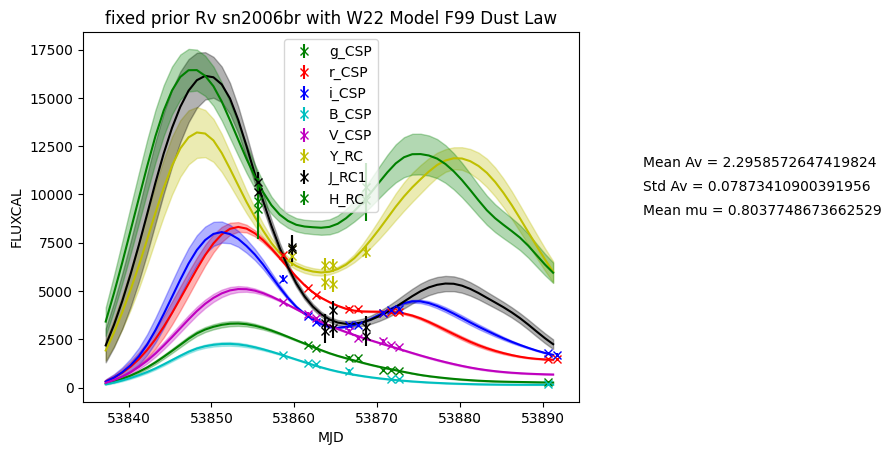 fixed prior Rv sn2006br with W22 Model F99 Dust Law
17500
15000
12500
10000
7500
5000
2500
0
FLUXCAL
g_CSP
r_CSP
i_CSP
B_CSP
V_CSP
Y_RC
J_RC1
H_RC
53840
53850
53860
53870
53880
53890
MJD
Mean Av = 2.2958572647419824
Std Av = 0.07873410900391956
Mean mu = 0.8037748673662529